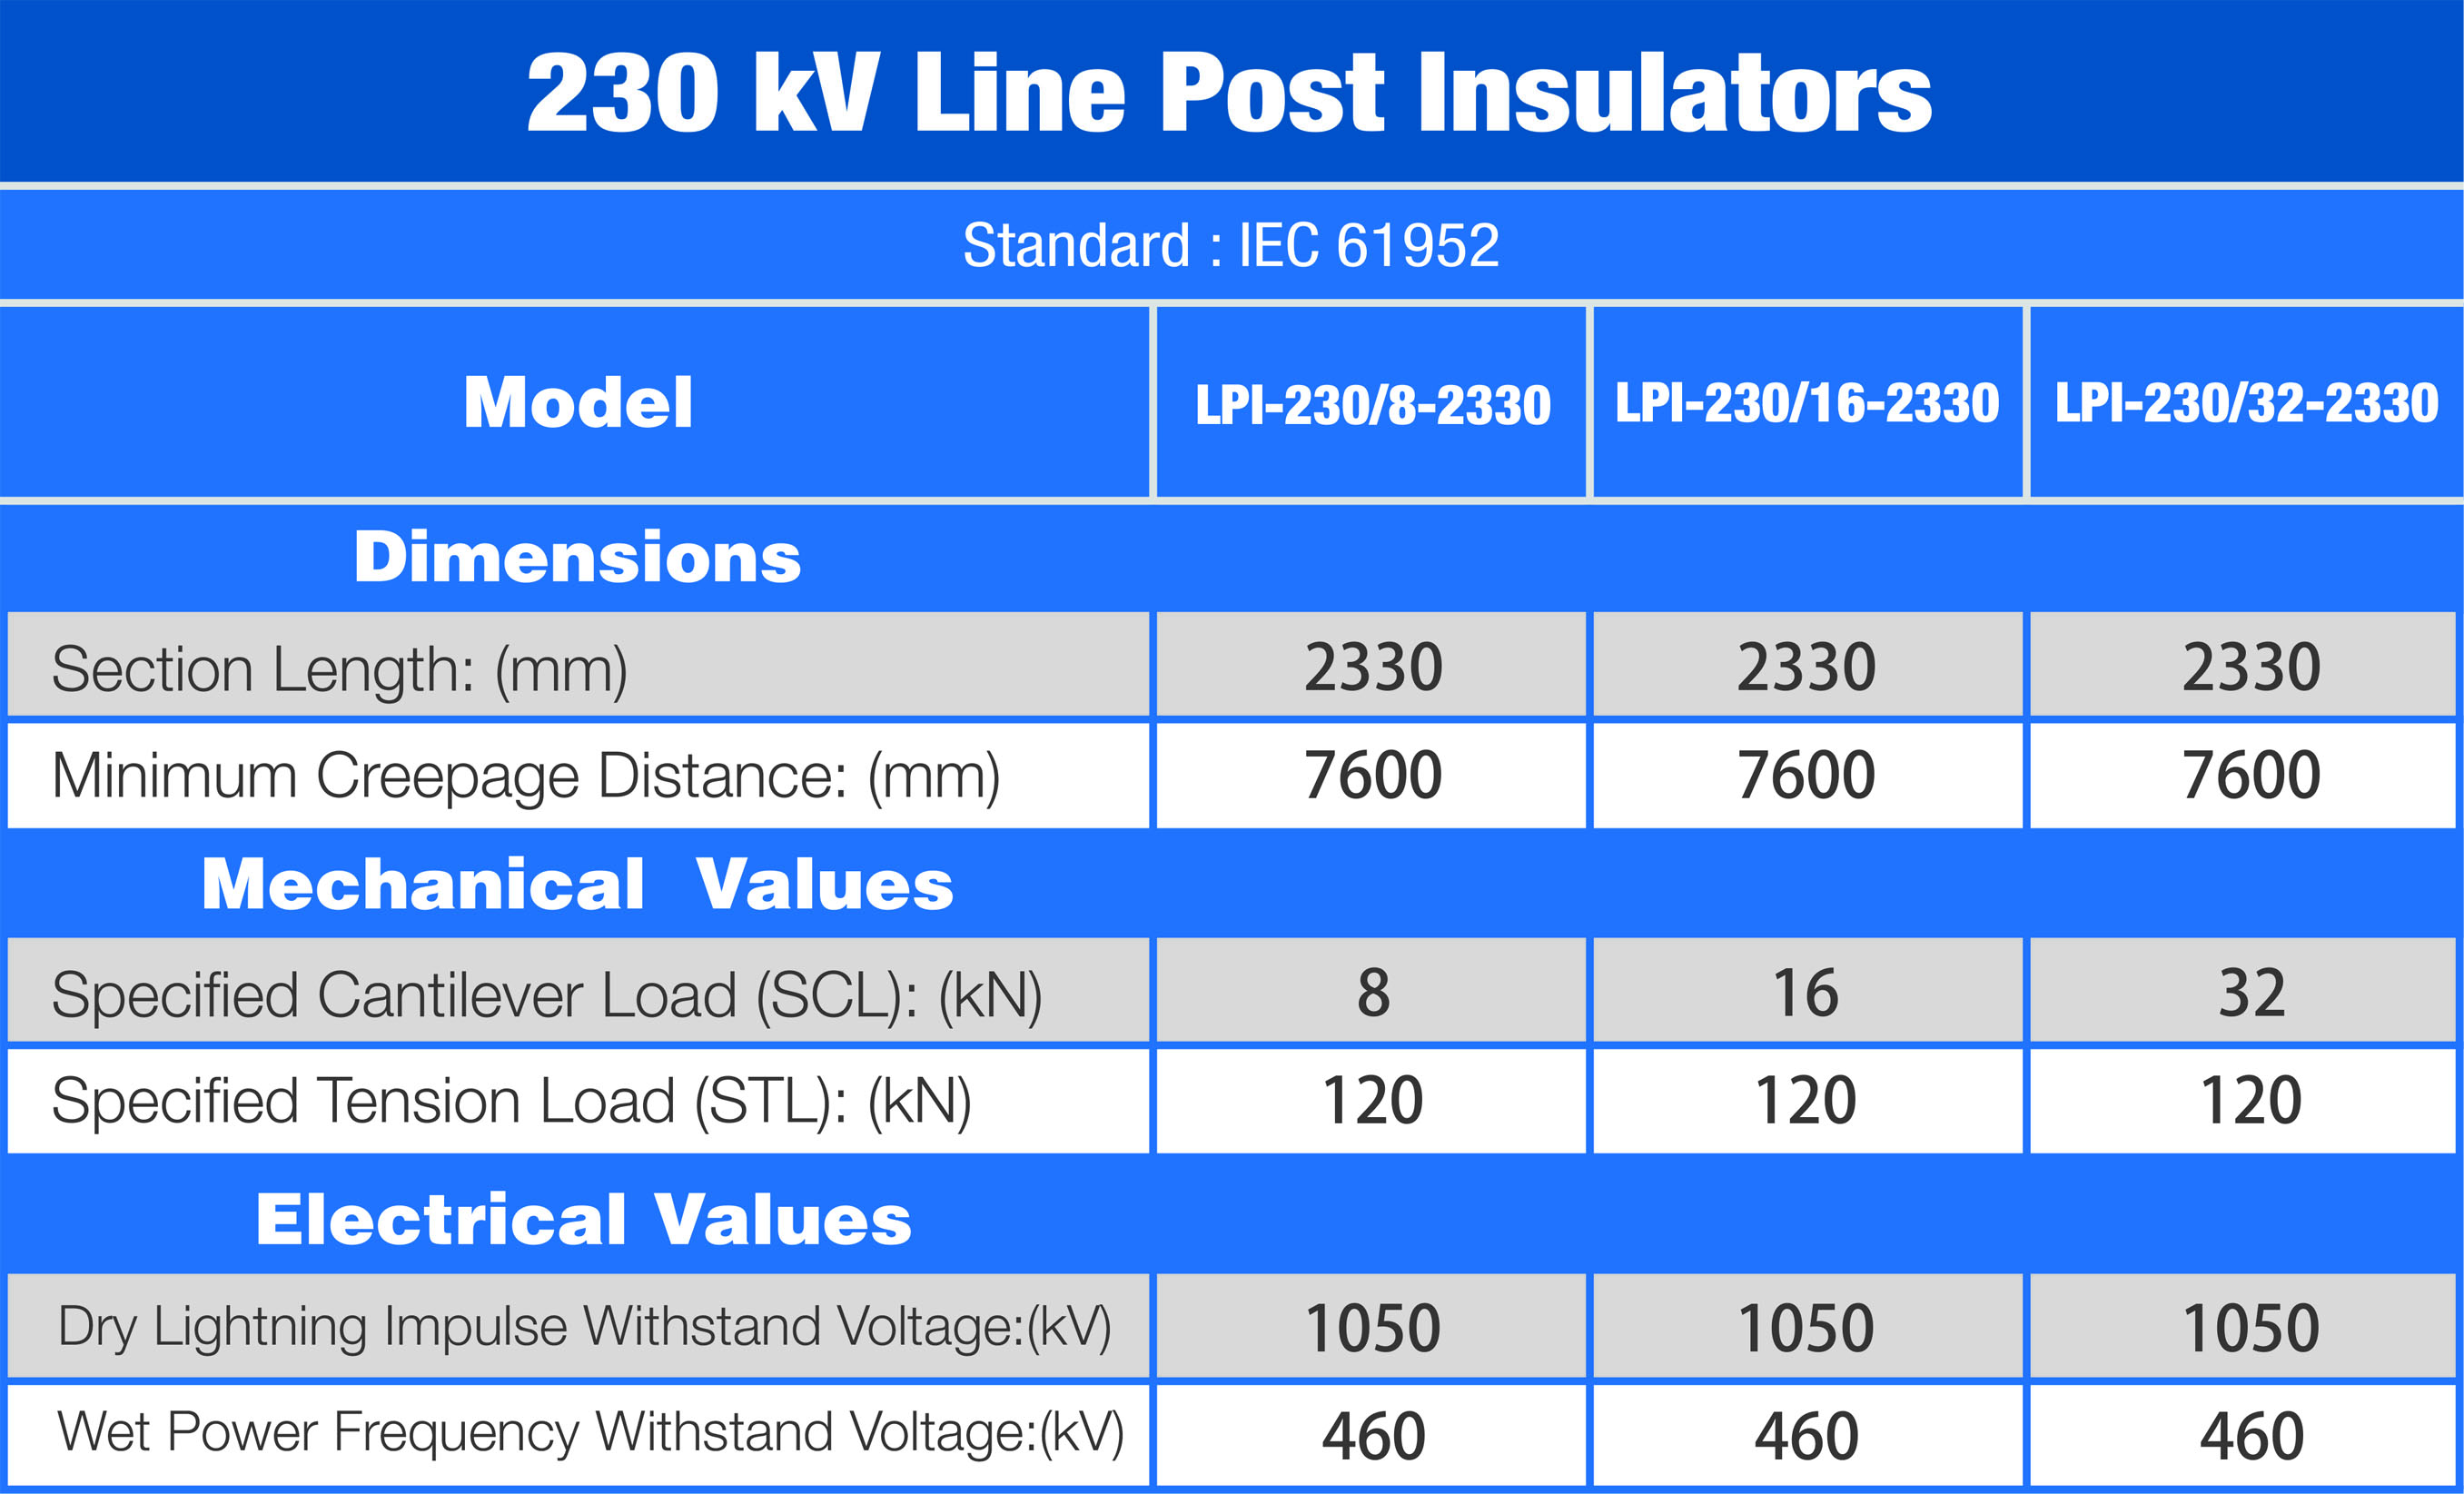 230 kV Line Post Insulators
Standard : IEC 61952
Model LPI-230/8-2330 LPI-230/16-2330 LPI-230/32-2330
Dimensions
Section Length: (mm) 2330 2330 2330
Minimum Creepage Distance: (mm) 7600 7600 7600
Mechanical Values
Specified Cantilever Load (SCL): (kN) 8 16 32
Specified Tension Load (STL): (kN) 120 120 120
Electrical Values
Dry Lightning Impulse Withstand Voltage:(kV) 1050 1050 1050
Wet Power Frequency Withstand Voltage:(kV) 460 460 460